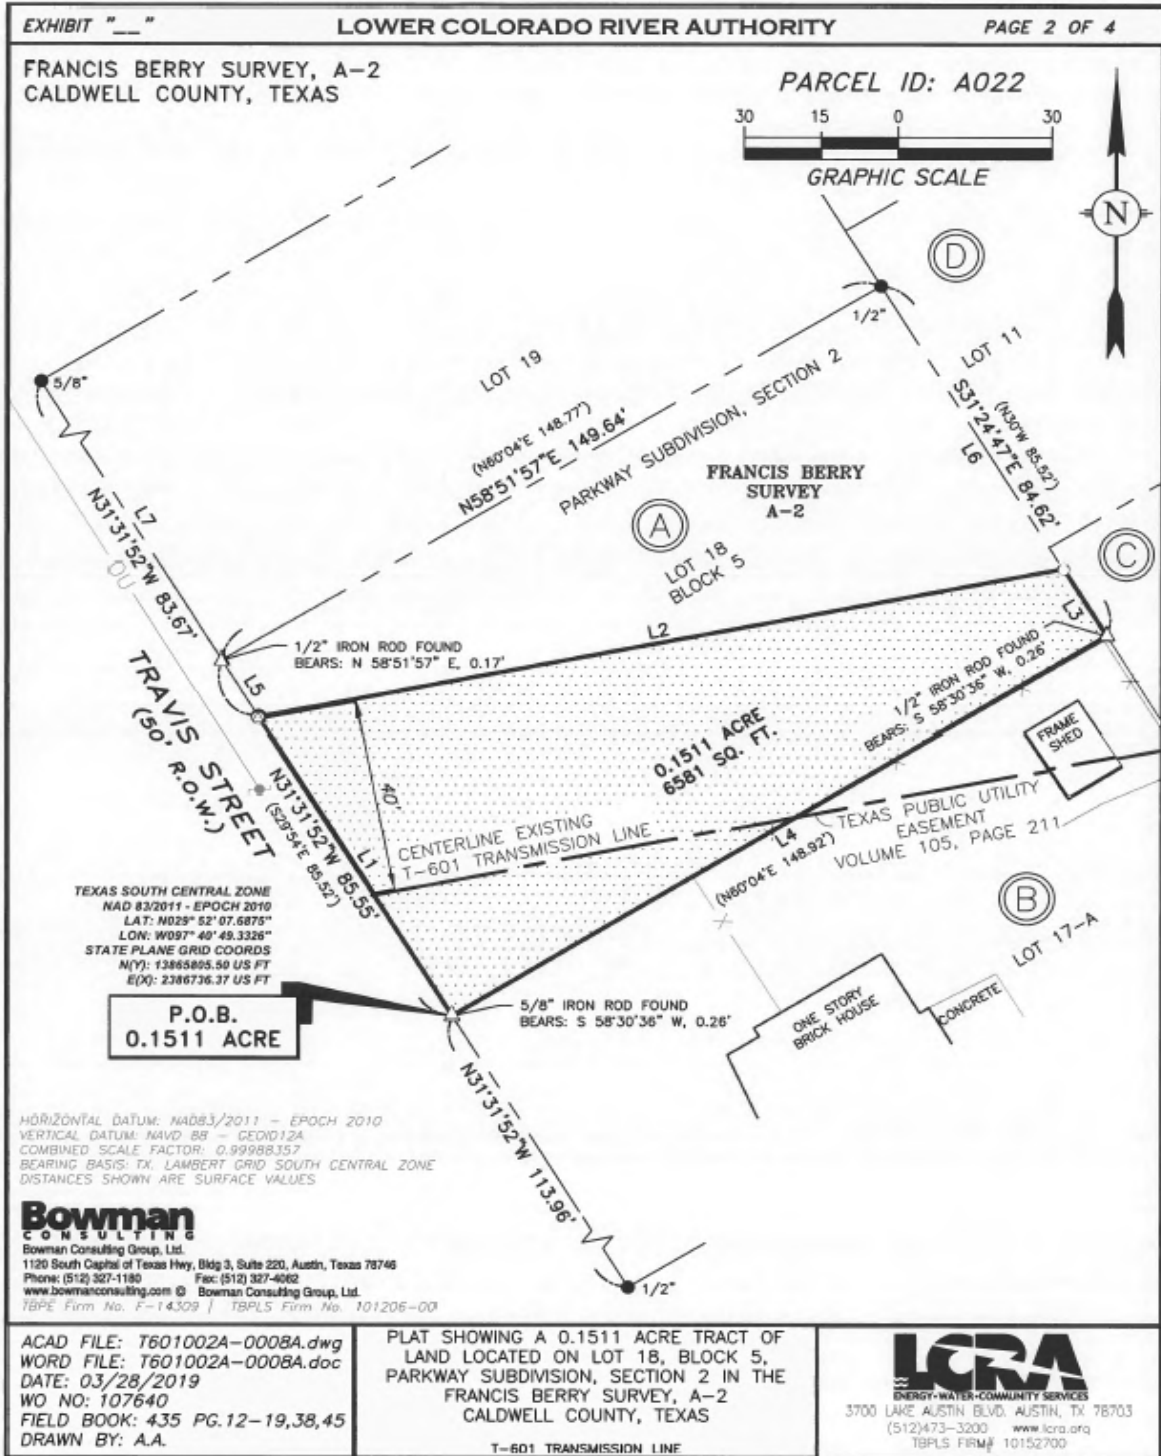 EXHIBIT "__"
LOWER COLORADO RIVER AUTHORITY
PAGE 2 OF 4
FRANCIS BERRY SURVEY, A-2
CALDWELL COUNTY, TEXAS
PARCEL ID: A022
30 15 0 30
GRAPHIC SCALE
N
D
1/2"
LOT 11
LOT 19
5/8"
(N60°04'E 148.77')
N58°51'57"E 149.64'
PARKWAY SUBDIVISION, SECTION 2
(N30°W 85.52')
S31°24'47"E 84.62'
L6
FRANCIS BERRY
SURVEY
A-2
A
LOT 18
BLOCK 5
C
L7
N31°31'52"W 83.67'
OU
1/2" IRON ROD FOUND
BEARS: N 58°51'57" E, 0.17'
L2
L3
L5
1/2" IRON ROD FOUND
BEARS: S 58°30'36" W, 0.26'
TRAVIS STREET
(50' R.O.W.)
0.1511 ACRE
6581 SQ. FT.
FRAME
SHED
40'
N31°31'52"W 85.55'
(S29°54'E 85.52')
L1
CENTERLINE EXISTING
T-601 TRANSMISSION LINE
L4
(N60°04'E 148.92')
TEXAS PUBLIC UTILITY
EASEMENT
VOLUME 105, PAGE 211
B
LOT 17-A
TEXAS SOUTH CENTRAL ZONE
NAD 83/2011 - EPOCH 2010
LAT: N029° 52' 07.6875"
LON: W097° 40' 49.3326"
STATE PLANE GRID COORDS
N(Y): 13865805.50 US FT
E(X): 2386736.37 US FT
P.O.B.
0.1511 ACRE
5/8" IRON ROD FOUND
BEARS: S 58°30'36" W, 0.26'
ONE STORY
BRICK HOUSE
CONCRETE
N31°31'52"W 113.96'
1/2"
HORIZONTAL DATUM: NAD83/2011 - EPOCH 2010
VERTICAL DATUM: NAVD 88 - GEOID12A
COMBINED SCALE FACTOR: 0.99988357
BEARING BASIS: TX. LAMBERT GRID SOUTH CENTRAL ZONE
DISTANCES SHOWN ARE SURFACE VALUES
Bowman
CONSULTING
Bowman Consulting Group, Ltd.
1120 South Capital of Texas Hwy, Bldg 3, Suite 220, Austin, Texas 78746
Phone: (512) 327-1180 Fax: (512) 327-4062
www.bowmanconsulting.com © Bowman Consulting Group, Ltd.
TBPE Firm No. F-14309 | TBPLS Firm No. 101206-00
ACAD FILE: T601002A-0008A.dwg
WORD FILE: T601002A-0008A.doc
DATE: 03/28/2019
WO NO: 107640
FIELD BOOK: 435 PG.12-19,38,45
DRAWN BY: A.A.
PLAT SHOWING A 0.1511 ACRE TRACT OF
LAND LOCATED ON LOT 18, BLOCK 5,
PARKWAY SUBDIVISION, SECTION 2 IN THE
FRANCIS BERRY SURVEY, A-2
CALDWELL COUNTY, TEXAS
T-601 TRANSMISSION LINE
LCRA
ENERGY•WATER•COMMUNITY SERVICES
3700 LAKE AUSTIN BLVD. AUSTIN, TX 78703
(512)473-3200 www.lcra.org
TBPLS FIRM# 10152700